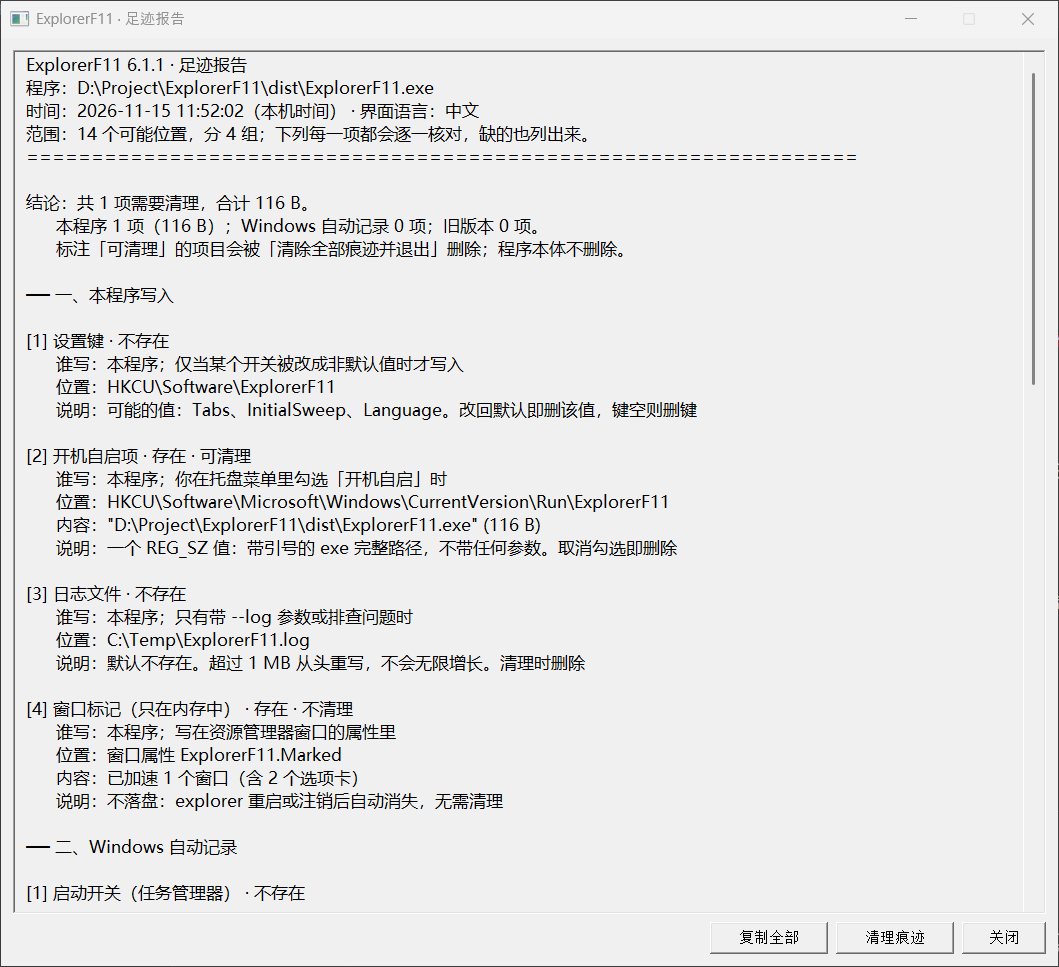 ExplorerF11 · 足迹报告
ExplorerF11 6.1.1 · 足迹报告
程序：D:\Project\ExplorerF11\dist\ExplorerF11.exe
时间：2026-11-15 11:52:02（本机时间） · 界面语言：中文
范围：14 个可能位置，分 4 组；下列每一项都会逐一核对，缺的也列出来。
================================================================
结论：共 1 项需要清理，合计 116 B。
本程序 1 项（116 B）；Windows 自动记录 0 项；旧版本 0 项。
标注「可清理」的项目会被「清除全部痕迹并退出」删除；程序本体不删除。
── 一、本程序写入
[1] 设置键 · 不存在
谁写：本程序；仅当某个开关被改成非默认值时才写入
位置：HKCU\Software\ExplorerF11
说明：可能的值：Tabs、InitialSweep、Language。改回默认即删该值，键空则删键
[2] 开机自启项 · 存在 · 可清理
谁写：本程序；你在托盘菜单里勾选「开机自启」时
位置：HKCU\Software\Microsoft\Windows\CurrentVersion\Run\ExplorerF11
内容："D:\Project\ExplorerF11\dist\ExplorerF11.exe" (116 B)
说明：一个 REG_SZ 值：带引号的 exe 完整路径，不带任何参数。取消勾选即删除
[3] 日志文件 · 不存在
谁写：本程序；只有带 --log 参数或排查问题时
位置：C:\Temp\ExplorerF11.log
说明：默认不存在。超过 1 MB 从头重写，不会无限增长。清理时删除
[4] 窗口标记（只在内存中） · 存在 · 不清理
谁写：本程序；写在资源管理器窗口的属性里
位置：窗口属性 ExplorerF11.Marked
内容：已加速 1 个窗口（含 2 个选项卡）
说明：不落盘：explorer 重启或注销后自动消失，无需清理
── 二、Windows 自动记录
[1] 启动开关（任务管理器） · 不存在
复制全部 清理痕迹 关闭